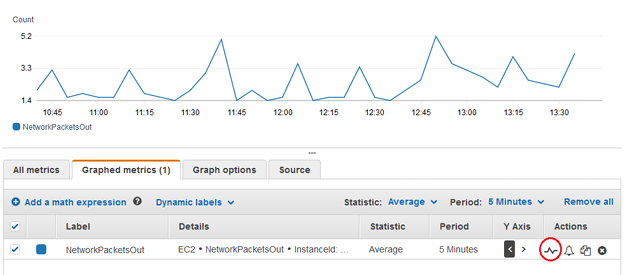 Count
5.2
3.3
1.4
10:45 11:00 11:15 11:30 11:45 12:00 12:15 12:30 12:45 13:00 13:15 13:30
NetworkPacketsOut
All metrics Graphed metrics (1) Graph options Source
Add a math expression ? Dynamic labels Statistic: Average Period: 5 Minutes Remove all
Label Details Statistic Period Y Axis Actions
NetworkPacketsOut EC2 • NetworkPacketsOut • InstanceId: ... Average 5 Minutes < >